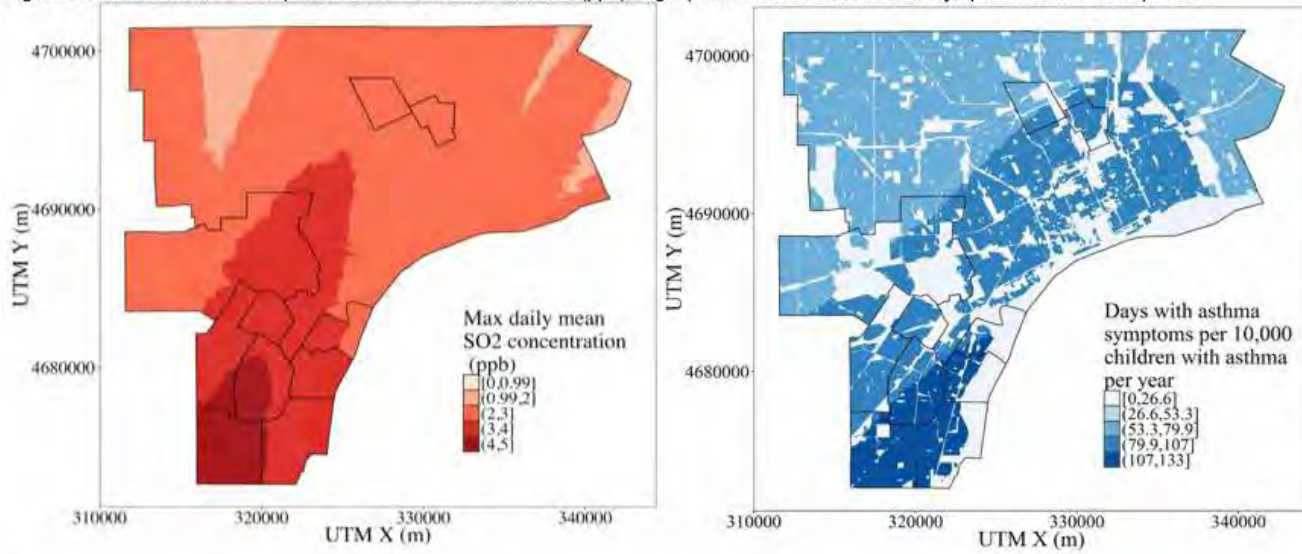 4700000
4690000
4680000
UTM Y (m)
310000
320000
330000
340000
UTM X (m)
Max daily mean
SO2 concentration
(ppb)
[0,0.99]
(0.99,2]
(2,3]
(3,4]
(4,5]
4700000
4690000
4680000
UTM Y (m)
310000
320000
330000
340000
UTM X (m)
Days with asthma
symptoms per 10,000
children with asthma
per year
[0,26.6]
(26.6,53.3]
(53.3,79.9]
(79.9,107]
(107,133]